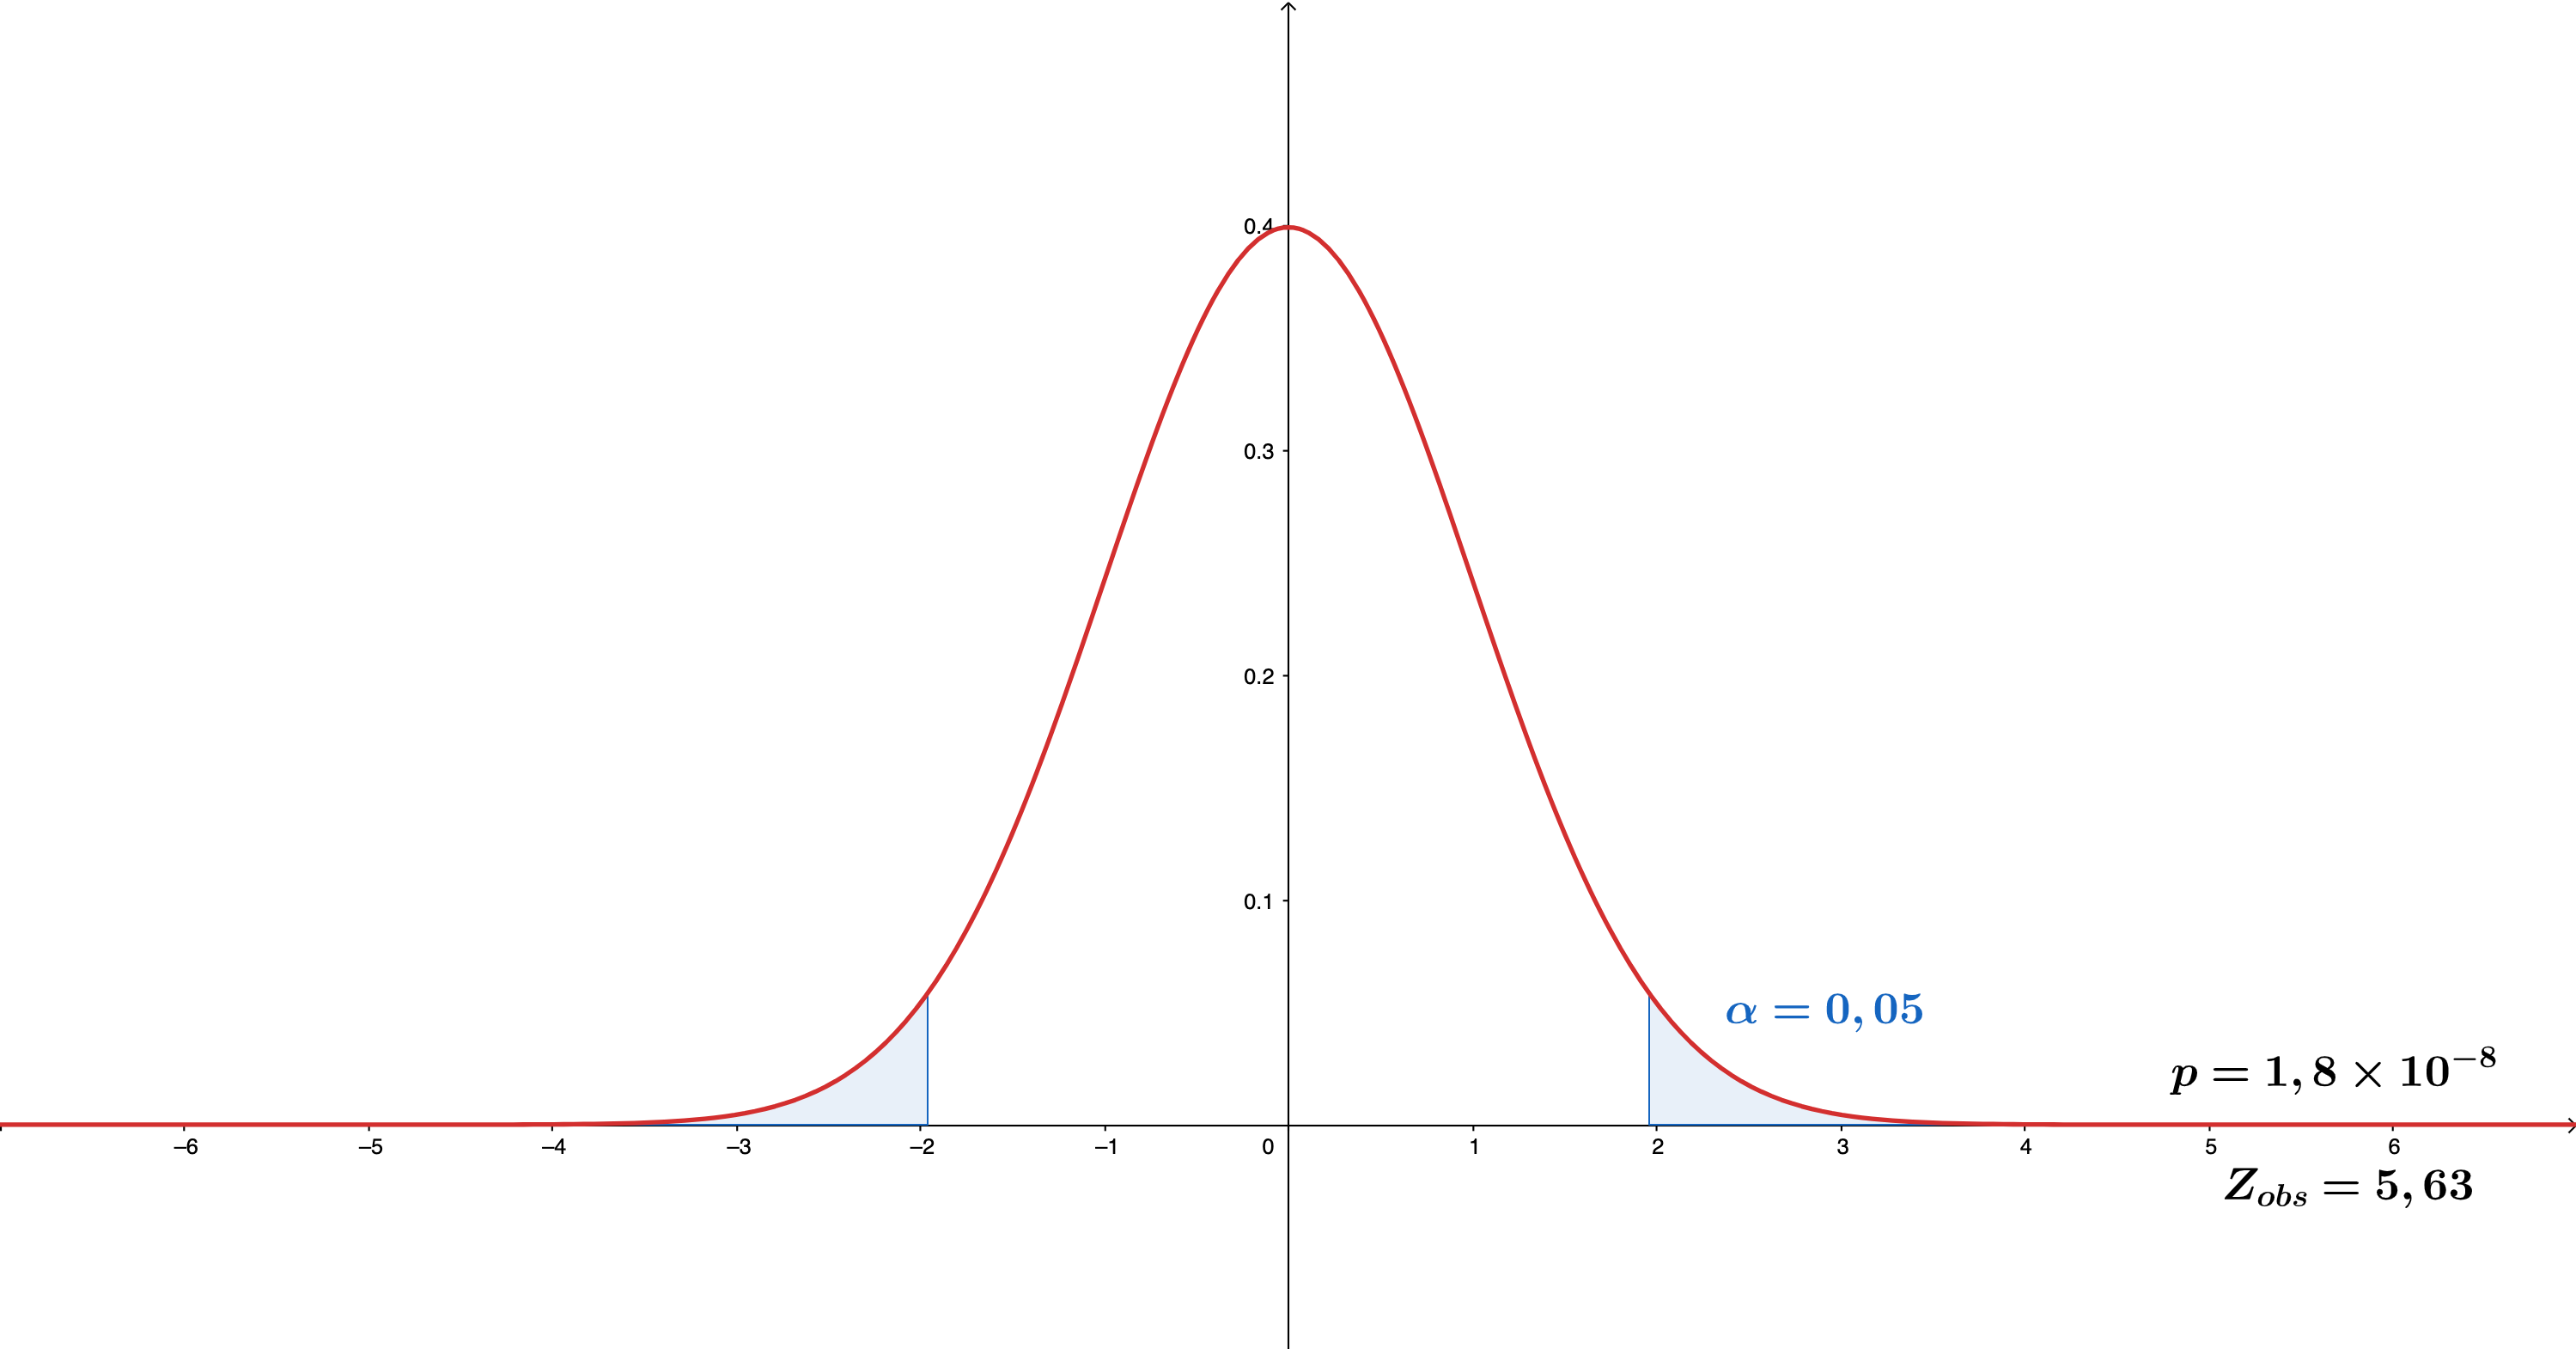 0.4
0.3
0.2
0.1
α = 0, 05
p = 1, 8 × 10⁻⁸
–6 –5 –4 –3 –2 –1 0 1 2 3 4 5 6
Z_obs = 5, 63